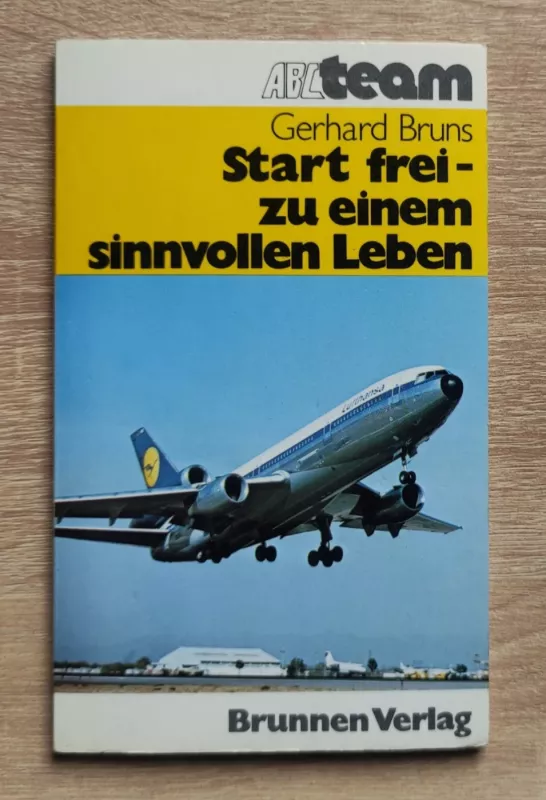 ABCteam
Gerhard Bruns
Start frei -
zu einem
sinnvollen Leben
Lufthansa
Brunnen Verlag